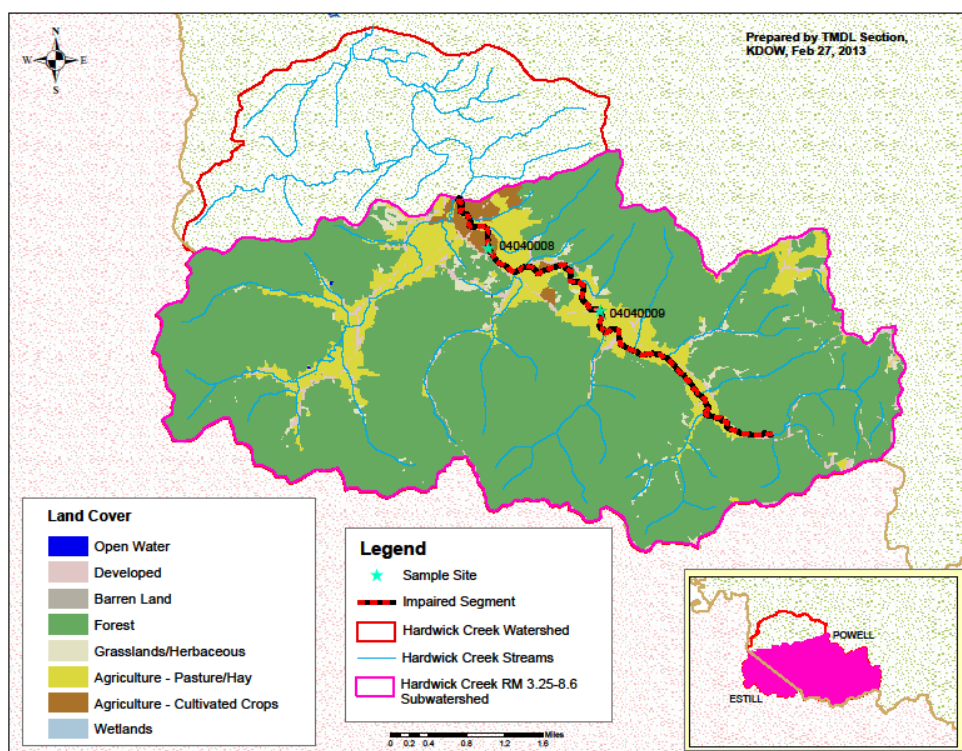 Prepared by TMDL Section,
KDOW, Feb 27, 2013
N
W E
S
04040008
04040009
Land Cover
Open Water
Developed
Barren Land
Forest
Grasslands/Herbaceous
Agriculture - Pasture/Hay
Agriculture - Cultivated Crops
Wetlands
Legend
Sample Site
Impaired Segment
Hardwick Creek Watershed
Hardwick Creek Streams
Hardwick Creek RM 3.25-8.6
Subwatershed
POWELL
ESTILL
Miles
0 0.2 0.4 0.8 1.2 1.6